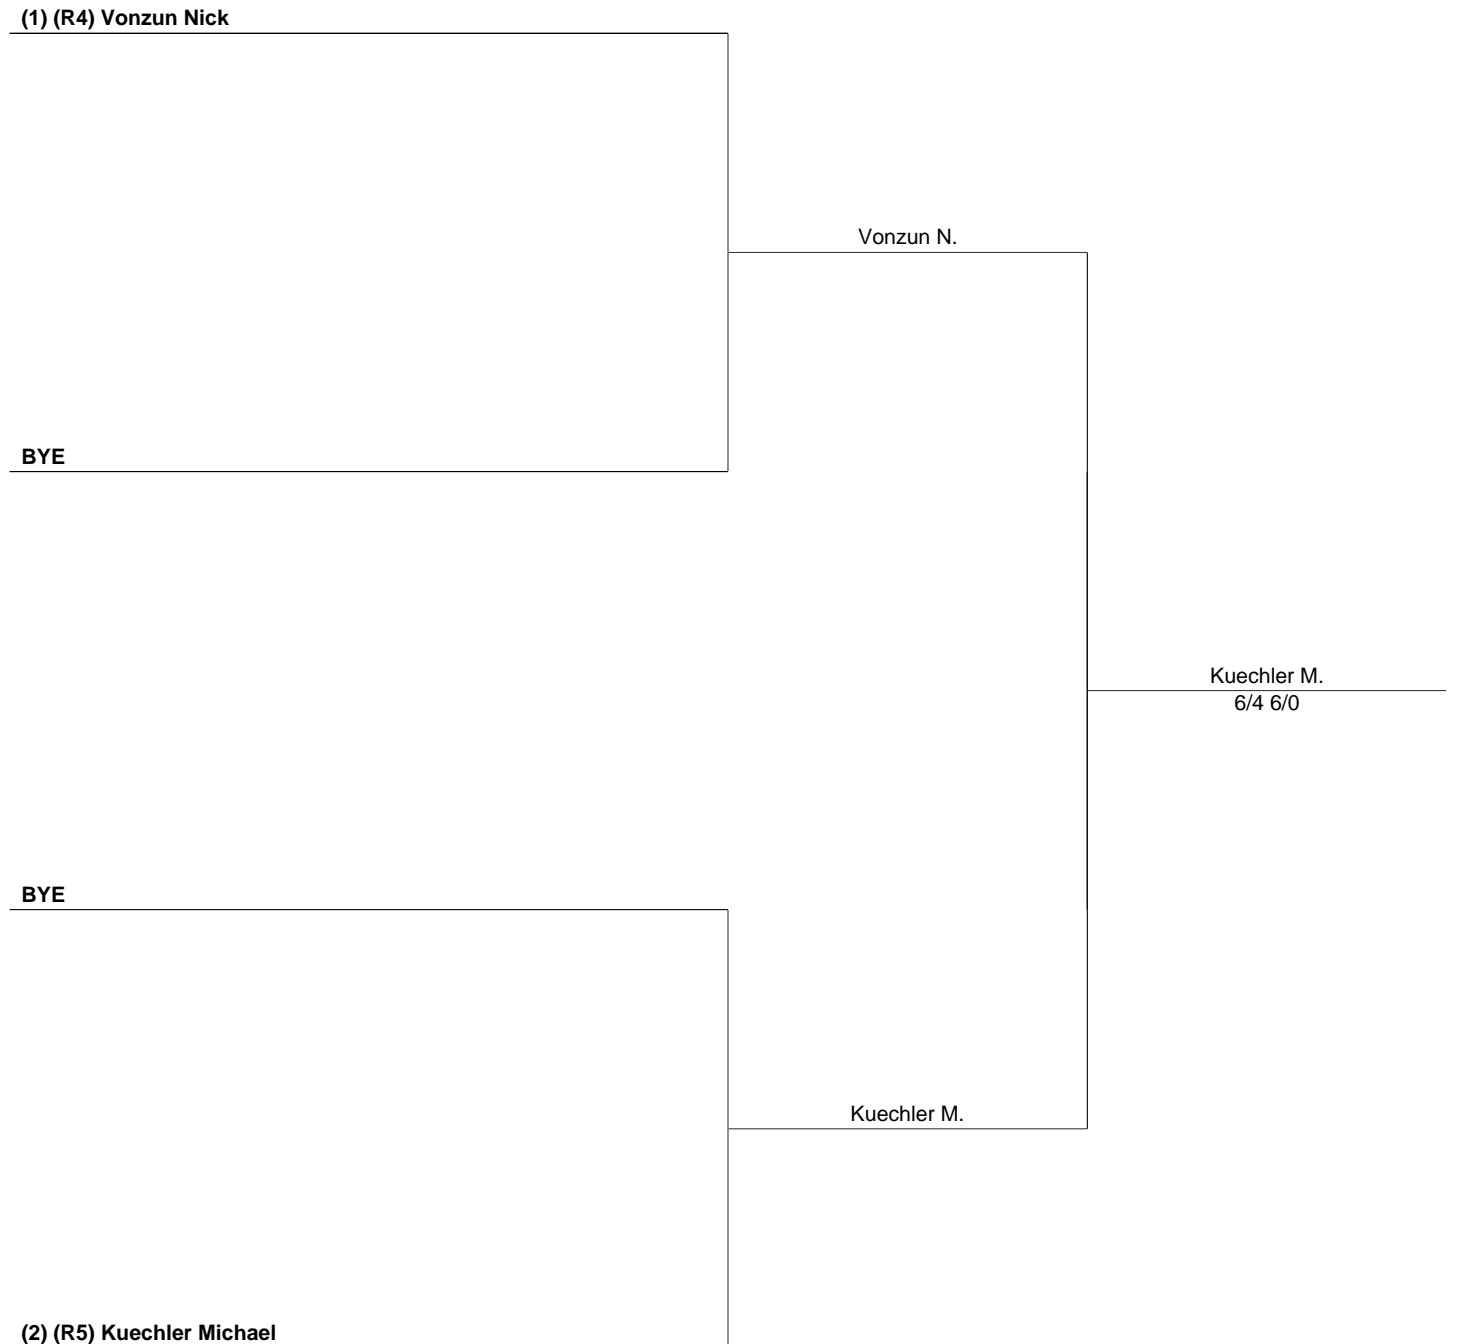 (1) (R4) Vonzun Nick
Vonzun N.
BYE
Kuechler M.
6/4 6/0
BYE
Kuechler M.
(2) (R5) Kuechler Michael